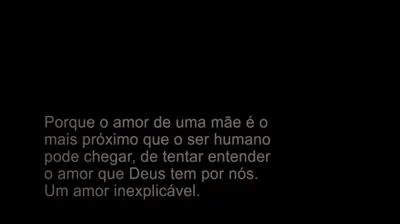 Porque o amor de uma mãe é o
mais próximo que o ser humano
pode chegar, de tentar entender
o amor que Deus tem por nós.
Um amor inexplicável.